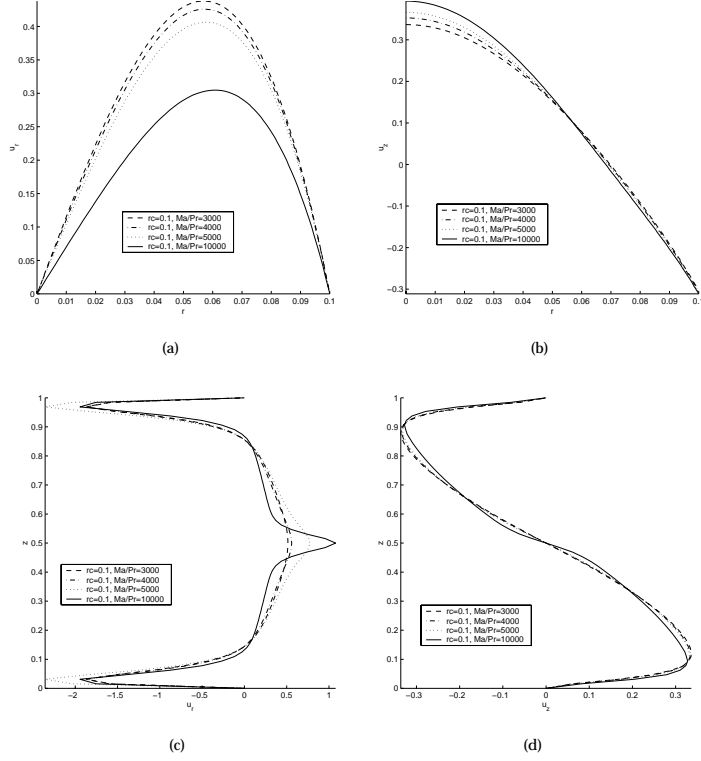 0.4
0.35
0.3
0.25
0.2
0.15
0.1
0.05
0
u_r
rc=0.1, Ma/Pr=3000
rc=0.1, Ma/Pr=4000
rc=0.1, Ma/Pr=5000
rc=0.1, Ma/Pr=10000
0 0.01 0.02 0.03 0.04 0.05 0.06 0.07 0.08 0.09 0.1
r
(a)
0.3
0.2
0.1
0
−0.1
−0.2
−0.3
u_z
rc=0.1, Ma/Pr=3000
rc=0.1, Ma/Pr=4000
rc=0.1, Ma/Pr=5000
rc=0.1, Ma/Pr=10000
0 0.01 0.02 0.03 0.04 0.05 0.06 0.07 0.08 0.09 0.1
r
(b)
1
0.9
0.8
0.7
0.6
0.5
0.4
0.3
0.2
0.1
0
z
rc=0.1, Ma/Pr=3000
rc=0.1, Ma/Pr=4000
rc=0.1, Ma/Pr=5000
rc=0.1, Ma/Pr=10000
−2 −1.5 −1 −0.5 0 0.5 1
u_r
(c)
1
0.9
0.8
0.7
0.6
0.5
0.4
0.3
0.2
0.1
0
z
rc=0.1, Ma/Pr=3000
rc=0.1, Ma/Pr=4000
rc=0.1, Ma/Pr=5000
rc=0.1, Ma/Pr=10000
−0.3 −0.2 −0.1 0 0.1 0.2 0.3
u_z
(d)